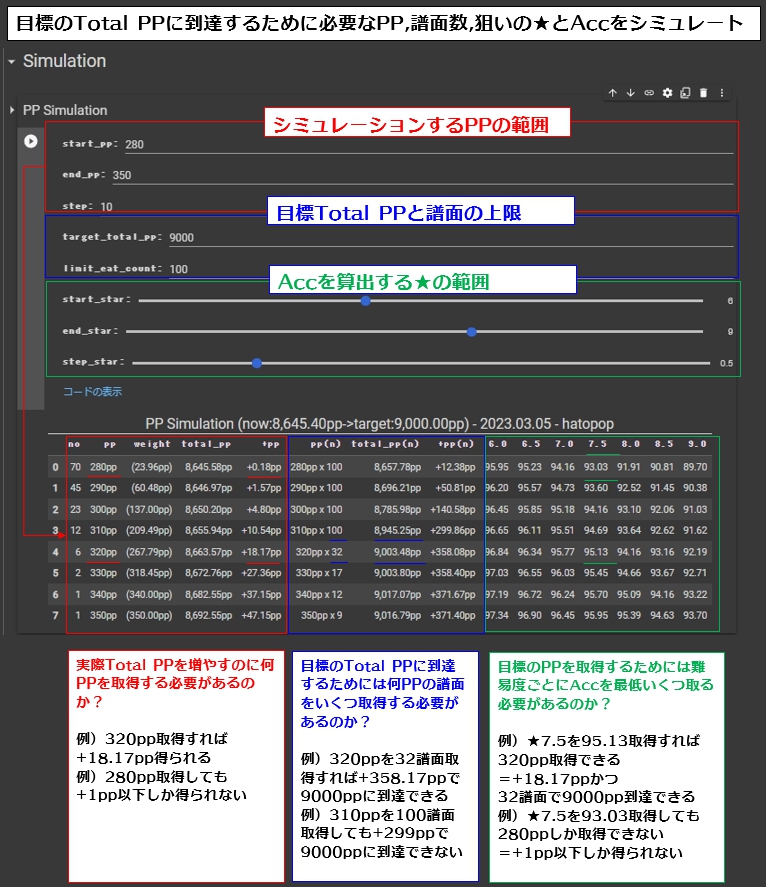 目標のTotal PPに到達するために必要なPP,譜面数,狙いの★とAccをシミュレート
Simulation
PP Simulation
シミュレーションするPPの範囲
start_pp: 280
end_pp: 350
step: 10
目標Total PPと譜面の上限
target_total_pp: 9000
limit_eat_count: 100
Accを算出する★の範囲
start_star: 6
end_star: 9
step_star: 0.5
コードの表示
PP Simulation (now:8,645.40pp->target:9,000.00pp) - 2023.03.05 - hatopop
no pp weight total_pp +pp pp(n) total_pp(n) +pp(n) 6.0 6.5 7.0 7.5 8.0 8.5 9.0
0 70 280pp (23.96pp) 8,645.58pp +0.18pp 280pp x 100 8,657.78pp +12.38pp 95.95 95.23 94.16 93.03 91.91 90.81 89.70
1 45 290pp (60.48pp) 8,646.97pp +1.57pp 290pp x 100 8,696.21pp +50.81pp 96.20 95.57 94.73 93.60 92.52 91.45 90.38
2 23 300pp (137.00pp) 8,650.20pp +4.80pp 300pp x 100 8,785.98pp +140.58pp 96.45 95.85 95.18 94.16 93.10 92.06 91.03
3 12 310pp (209.49pp) 8,655.94pp +10.54pp 310pp x 100 8,945.25pp +299.86pp 96.65 96.11 95.51 94.69 93.64 92.62 91.62
4 6 320pp (267.79pp) 8,663.57pp +18.17pp 320pp x 32 9,003.48pp +358.08pp 96.84 96.34 95.77 95.13 94.16 93.16 92.19
5 2 330pp (318.45pp) 8,672.76pp +27.36pp 330pp x 17 9,003.80pp +358.40pp 97.03 96.55 96.03 95.45 94.66 93.67 92.71
6 1 340pp (340.00pp) 8,682.55pp +37.15pp 340pp x 12 9,017.07pp +371.67pp 97.19 96.72 96.24 95.70 95.09 94.16 93.22
7 1 350pp (350.00pp) 8,692.55pp +47.15pp 350pp x 9 9,016.79pp +371.40pp 97.34 96.90 96.45 95.95 95.39 94.63 93.70
実際Total PPを増やすのに何
PPを取得する必要があるの
か？
例）320pp取得すれば
+18.17pp得られる
例）280pp取得しても
+1pp以下しか得られない
目標のTotal PPに到達
するためには何PPの譜面
をいくつ取得する必要が
あるのか？
例）320ppを32譜面取
得すれば+358.17ppで
9000ppに到達できる
例）310ppを100譜面
取得しても+299ppで
9000ppに到達できない
目標のPPを取得するためには難
易度ごとにAccを最低いくつ取る
必要があるのか？
例）★7.5を95.13取得すれば
320pp取得できる
＝+18.17ppかつ
32譜面で9000pp到達できる
例）★7.5を93.03取得しても
280ppしか取得できない
＝+1pp以下しか得られない